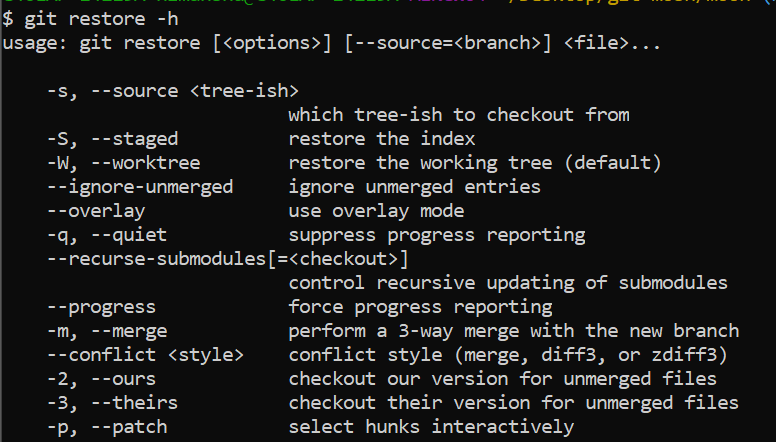 $ git restore -h
usage: git restore [<options>] [--source=<branch>] <file>...
-s, --source <tree-ish>
which tree-ish to checkout from
-S, --staged restore the index
-W, --worktree restore the working tree (default)
--ignore-unmerged ignore unmerged entries
--overlay use overlay mode
-q, --quiet suppress progress reporting
--recurse-submodules[=<checkout>]
control recursive updating of submodules
--progress force progress reporting
-m, --merge perform a 3-way merge with the new branch
--conflict <style> conflict style (merge, diff3, or zdiff3)
-2, --ours checkout our version for unmerged files
-3, --theirs checkout their version for unmerged files
-p, --patch select hunks interactively